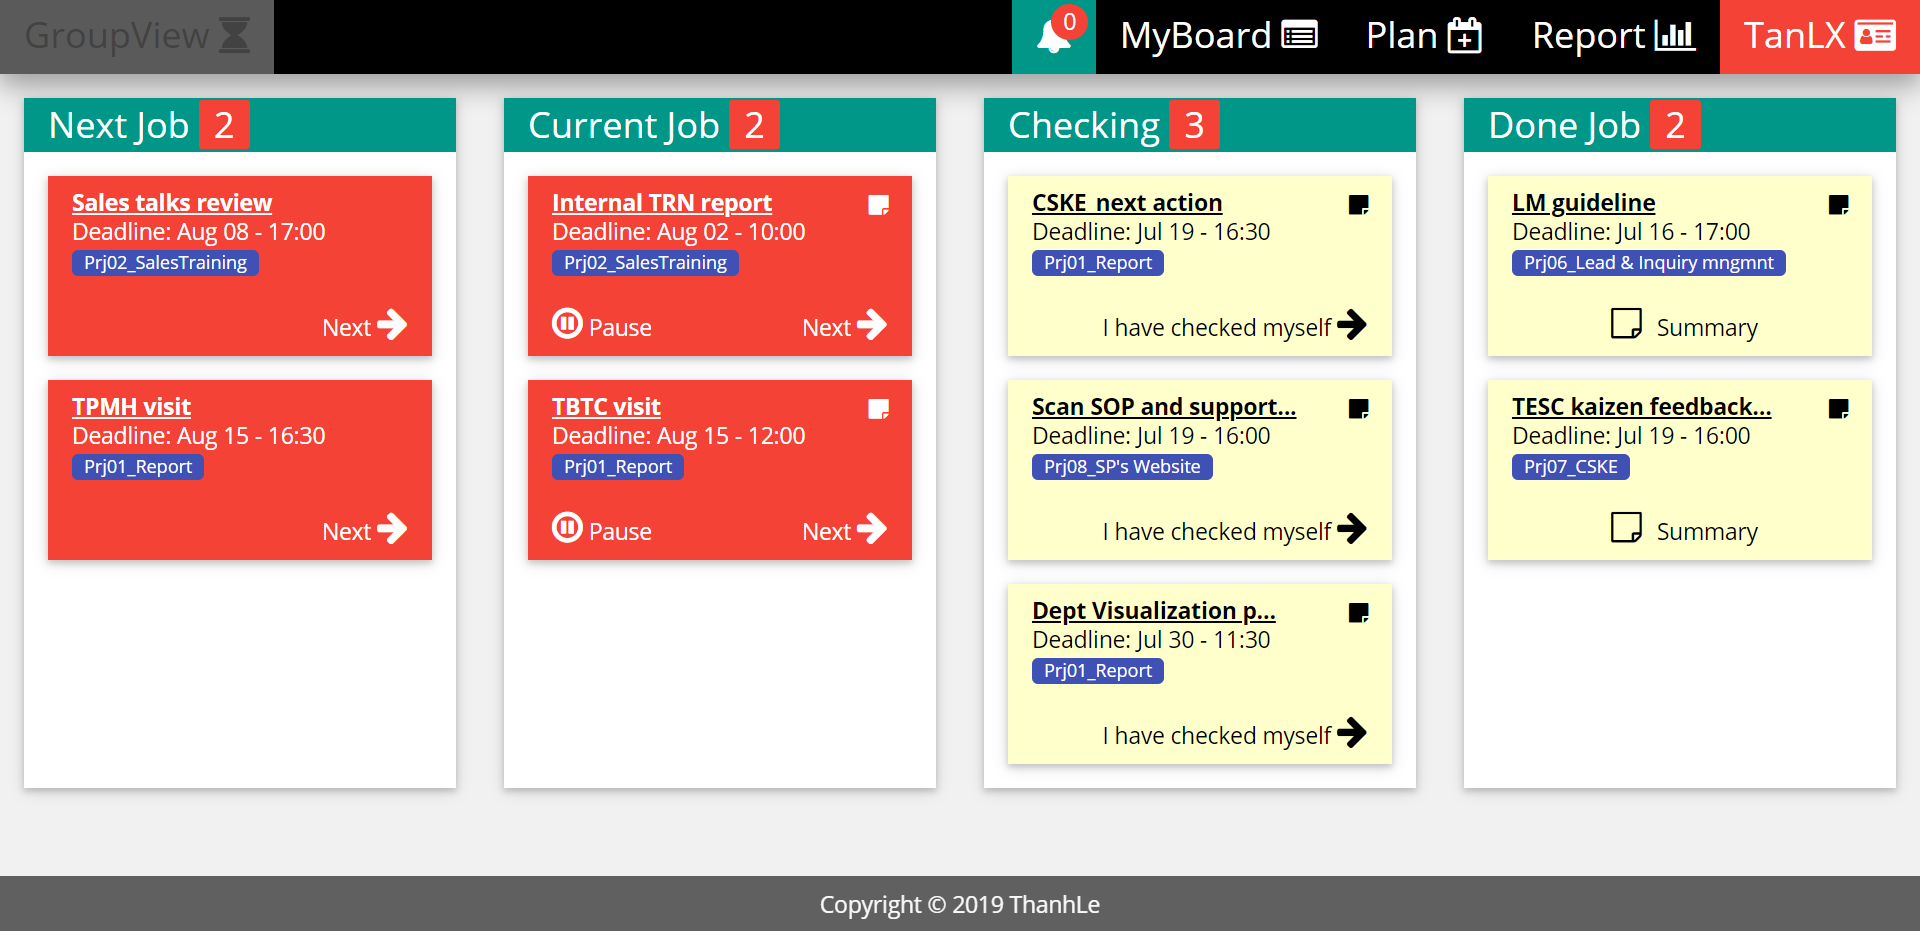 GroupView
0
MyBoard
Plan
Report
TanLX
Next Job 2
Sales talks review
Deadline: Aug 08 - 17:00
Prj02_SalesTraining
Next
TPMH visit
Deadline: Aug 15 - 16:30
Prj01_Report
Next
Current Job 2
Internal TRN report
Deadline: Aug 02 - 10:00
Prj02_SalesTraining
Pause Next
TBTC visit
Deadline: Aug 15 - 12:00
Prj01_Report
Pause Next
Checking 3
CSKE_next action
Deadline: Jul 19 - 16:30
Prj01_Report
I have checked myself
Scan SOP and support...
Deadline: Jul 19 - 16:00
Prj08_SP's Website
I have checked myself
Dept Visualization p...
Deadline: Jul 30 - 11:30
Prj01_Report
I have checked myself
Done Job 2
LM guideline
Deadline: Jul 16 - 17:00
Prj06_Lead & Inquiry mngmnt
Summary
TESC kaizen feedback...
Deadline: Jul 19 - 16:00
Prj07_CSKE
Summary
Copyright © 2019 ThanhLe